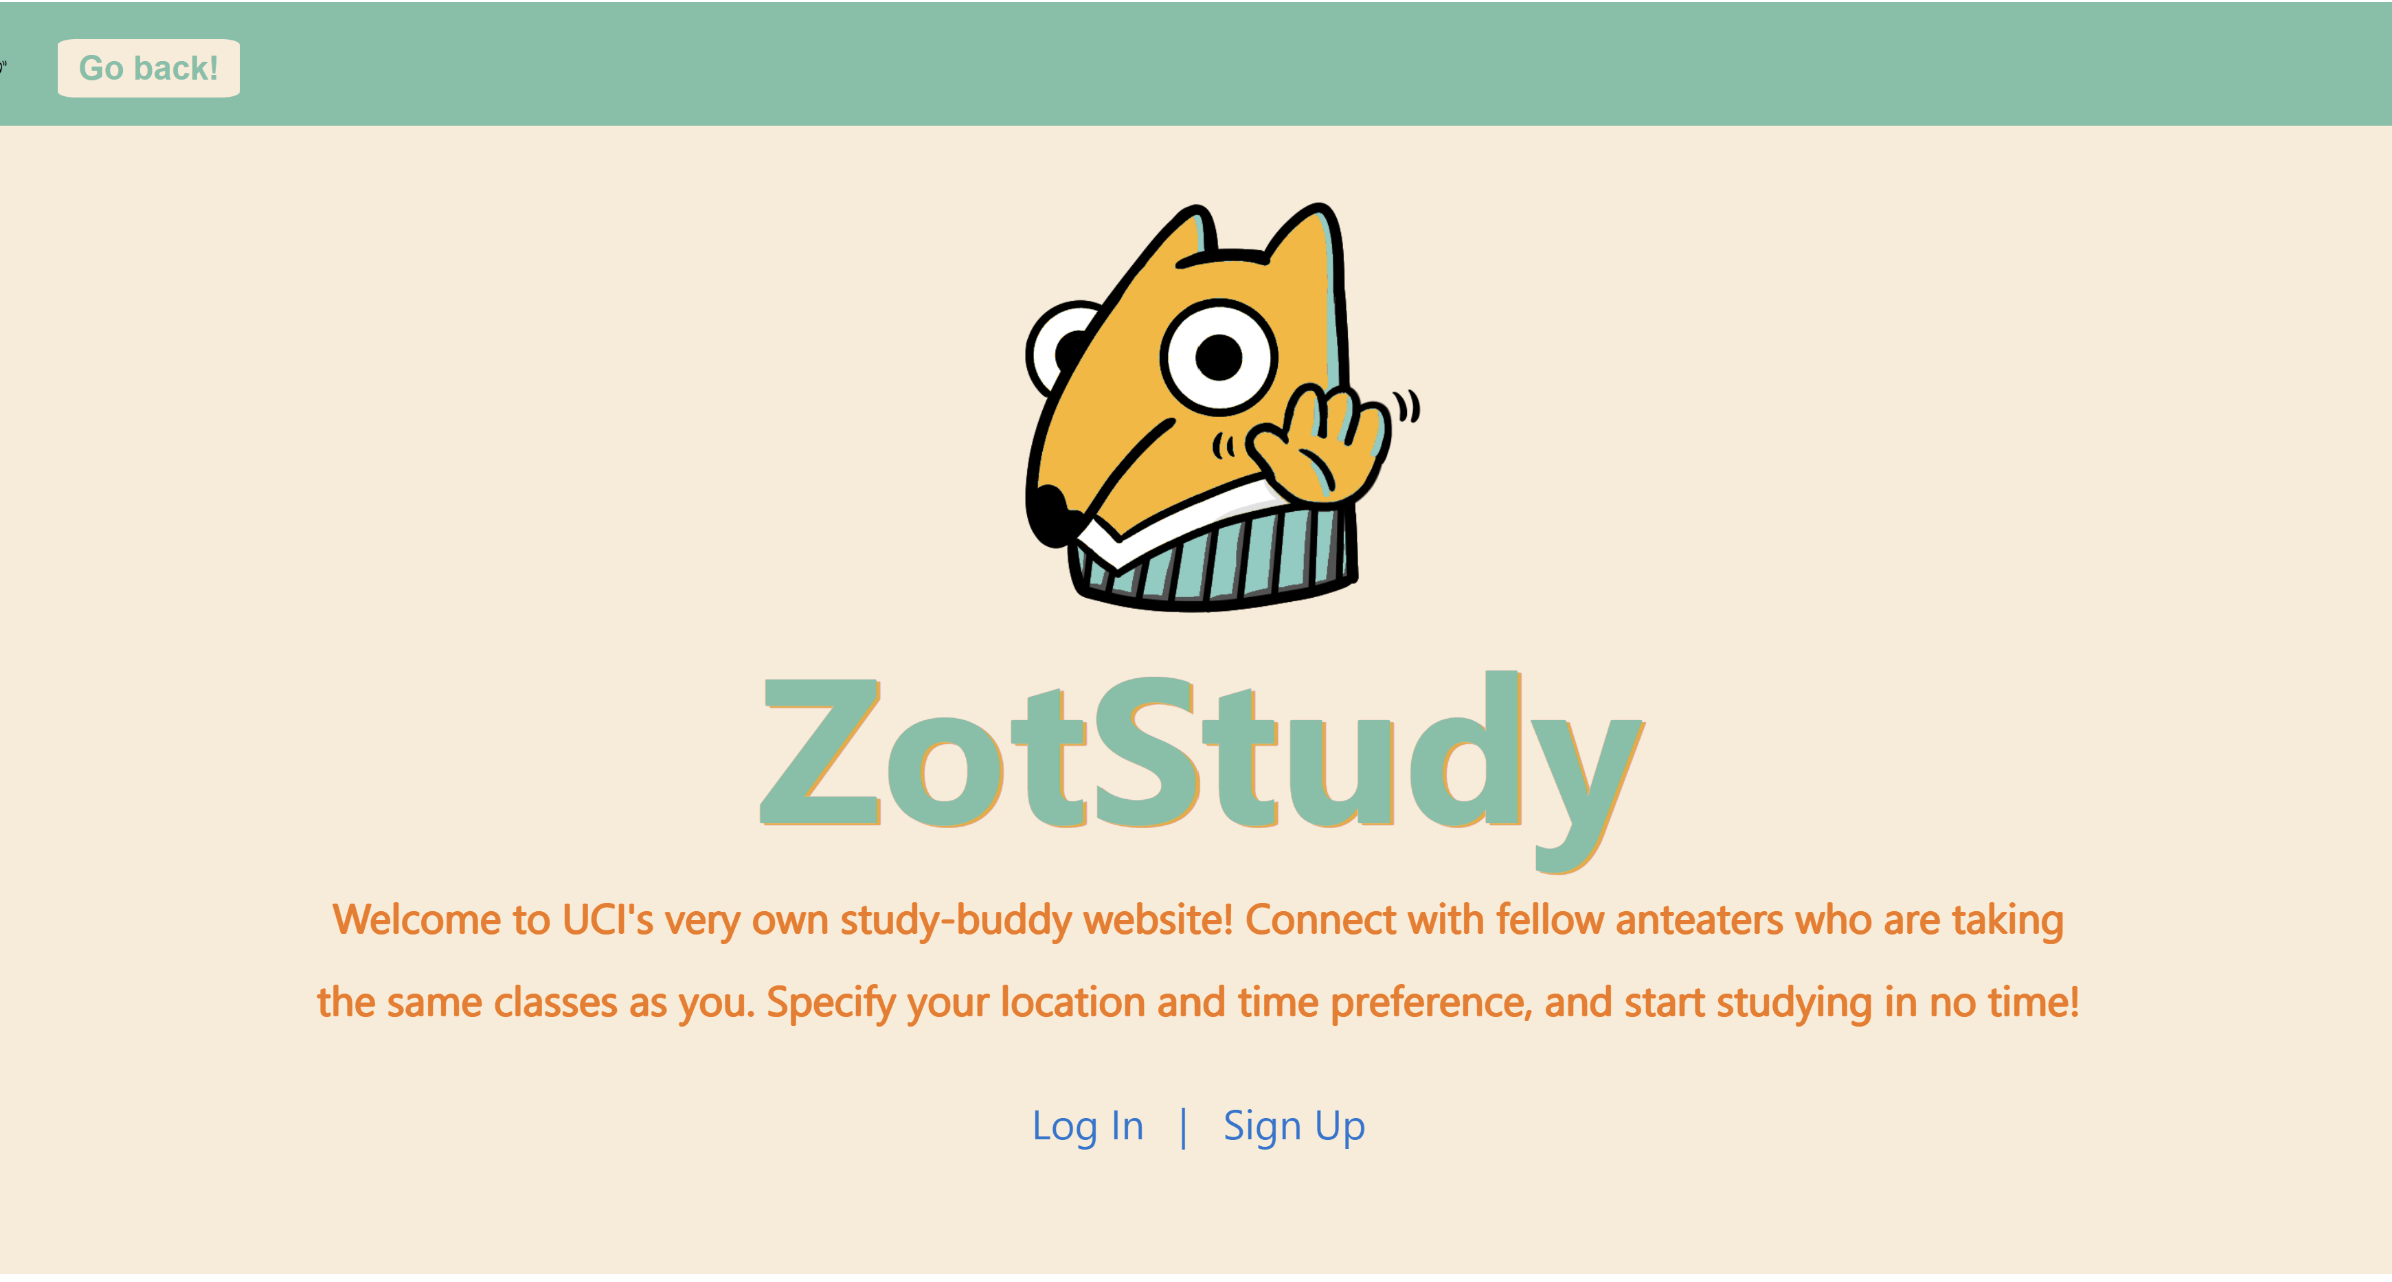 Go back!
ZotStudy
Welcome to UCI's very own study-buddy website! Connect with fellow anteaters who are taking
the same classes as you. Specify your location and time preference, and start studying in no time!
Log In | Sign Up